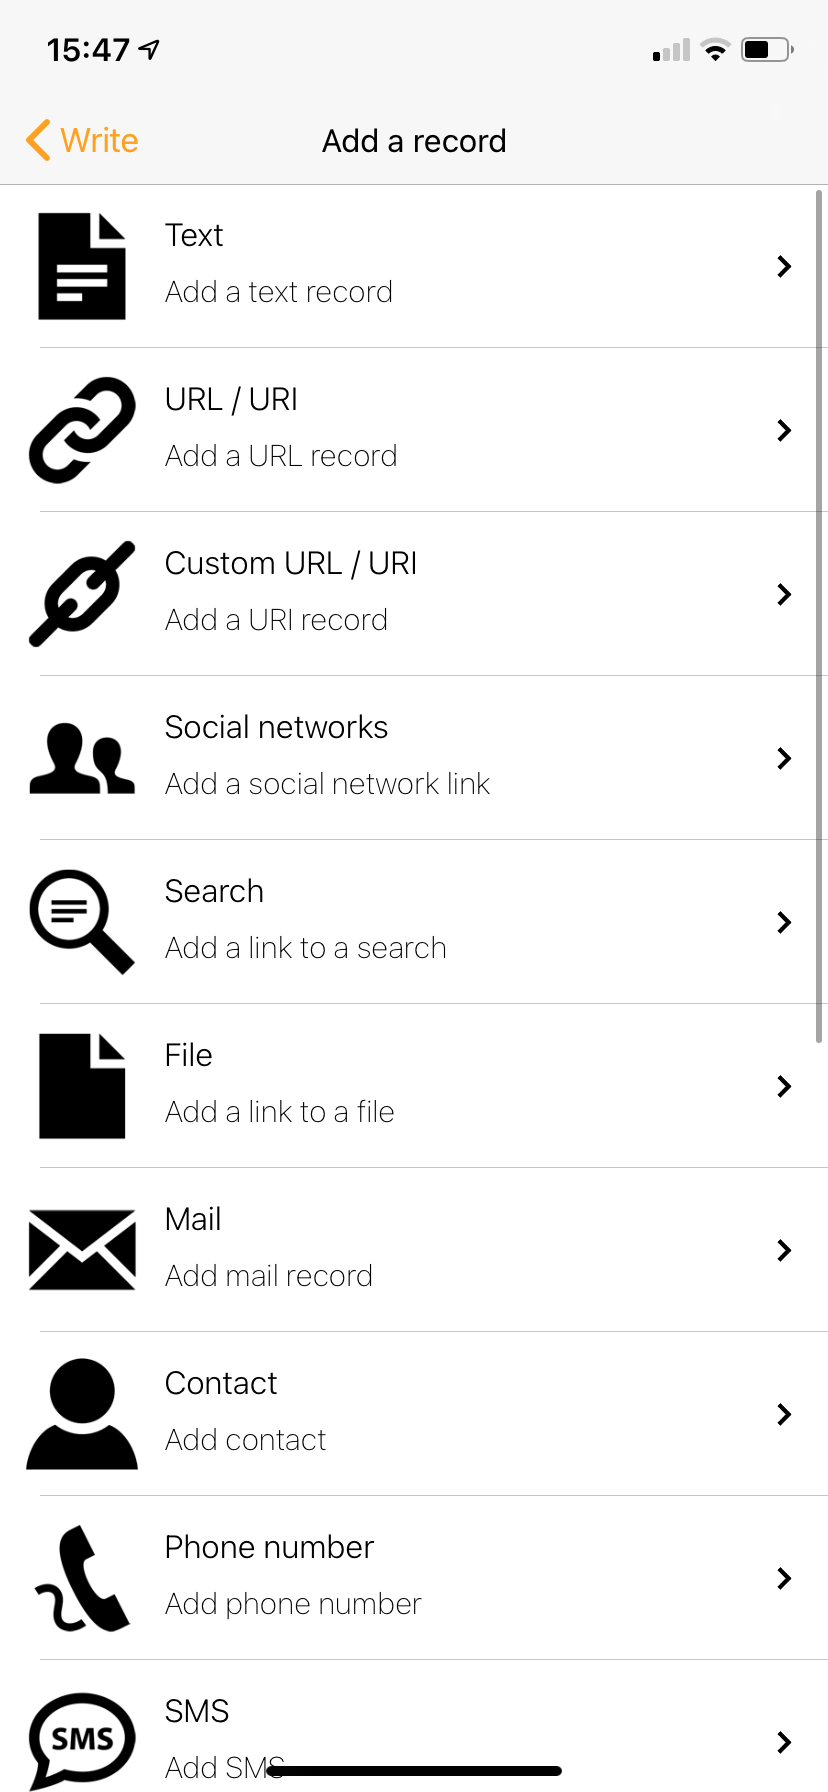 15:47
Write
Add a record
Text
Add a text record
URL / URI
Add a URL record
Custom URL / URI
Add a URI record
Social networks
Add a social network link
Search
Add a link to a search
File
Add a link to a file
Mail
Add mail record
Contact
Add contact
Phone number
Add phone number
SMS
SMS
Add SMS